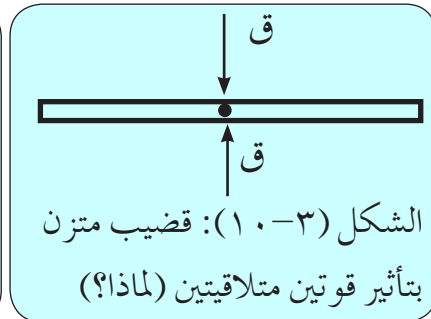 ق
ق
الشكل (٣-١٠): قضيب متزن
بتأثير قوتين متلاقيتين (لماذا؟)